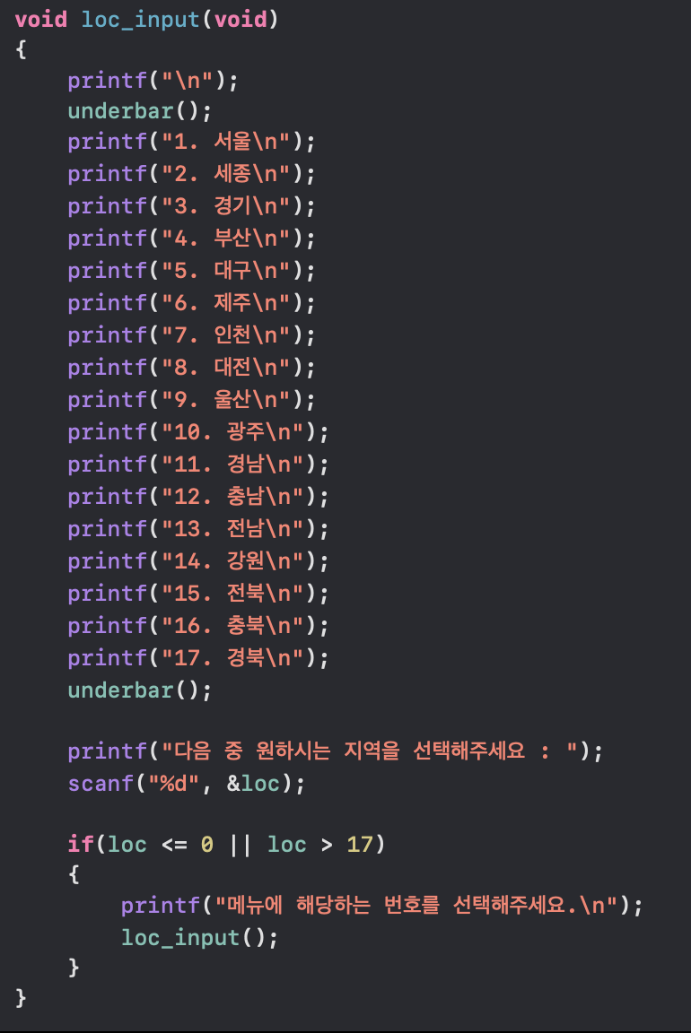 void loc_input(void)
{
    printf("\n");
    underbar();
    printf("1. 서울\n");
    printf("2. 세종\n");
    printf("3. 경기\n");
    printf("4. 부산\n");
    printf("5. 대구\n");
    printf("6. 제주\n");
    printf("7. 인천\n");
    printf("8. 대전\n");
    printf("9. 울산\n");
    printf("10. 광주\n");
    printf("11. 경남\n");
    printf("12. 충남\n");
    printf("13. 전남\n");
    printf("14. 강원\n");
    printf("15. 전북\n");
    printf("16. 충북\n");
    printf("17. 경북\n");
    underbar();

    printf("다음 중 원하시는 지역을 선택해주세요 : ");
    scanf("%d", &loc);

    if(loc <= 0 || loc > 17)
    {
        printf("메뉴에 해당하는 번호를 선택해주세요.\n");
        loc_input();
    }
}